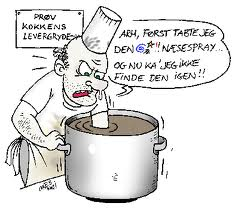 PRØV
KOKKENS
LEVERGRYDE
ARH, FØRST TABTE JEG
DEN @*!! NÆSESPRAY...
OG NU KA' JEG IKKE
FINDE DEN IGEN!!